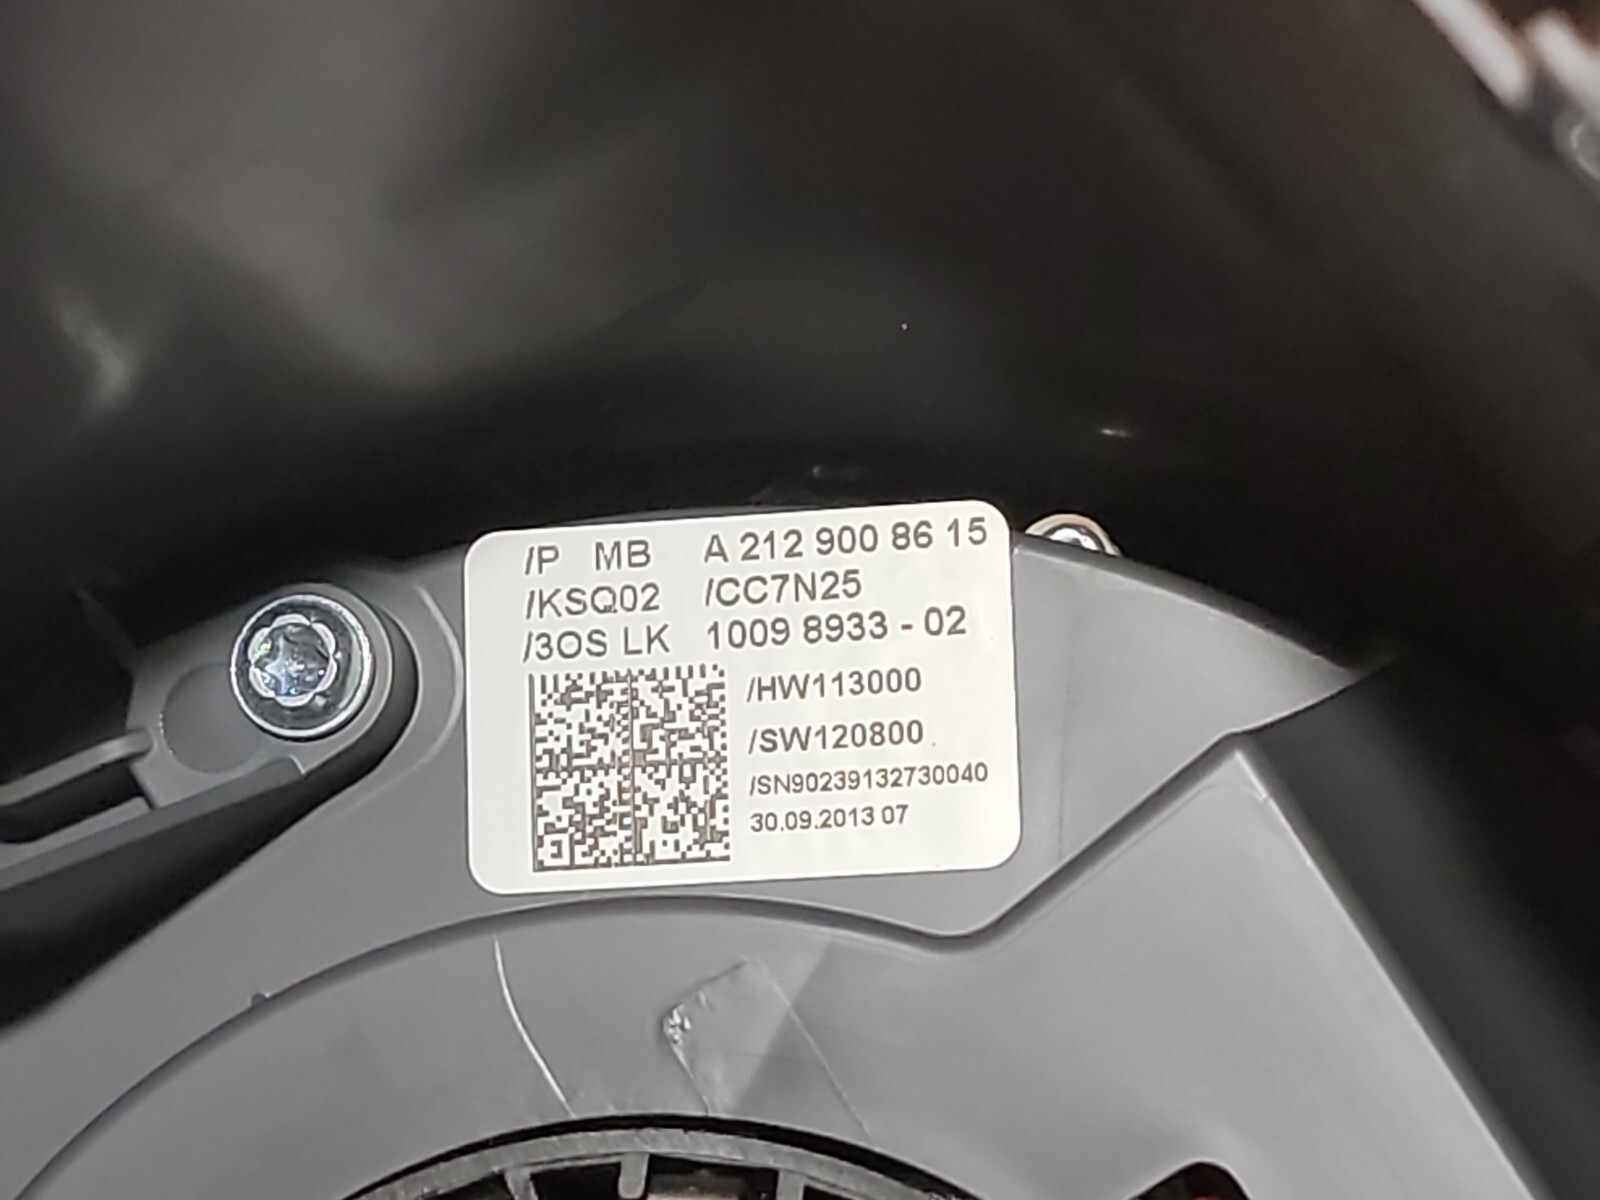 /P MB A 212 900 86 15
/KSQ02 /CC7N25
/3OS LK 1009 8933 - 02
/HW113000
/SW120800
/SN90239132730040
30.09.2013 07